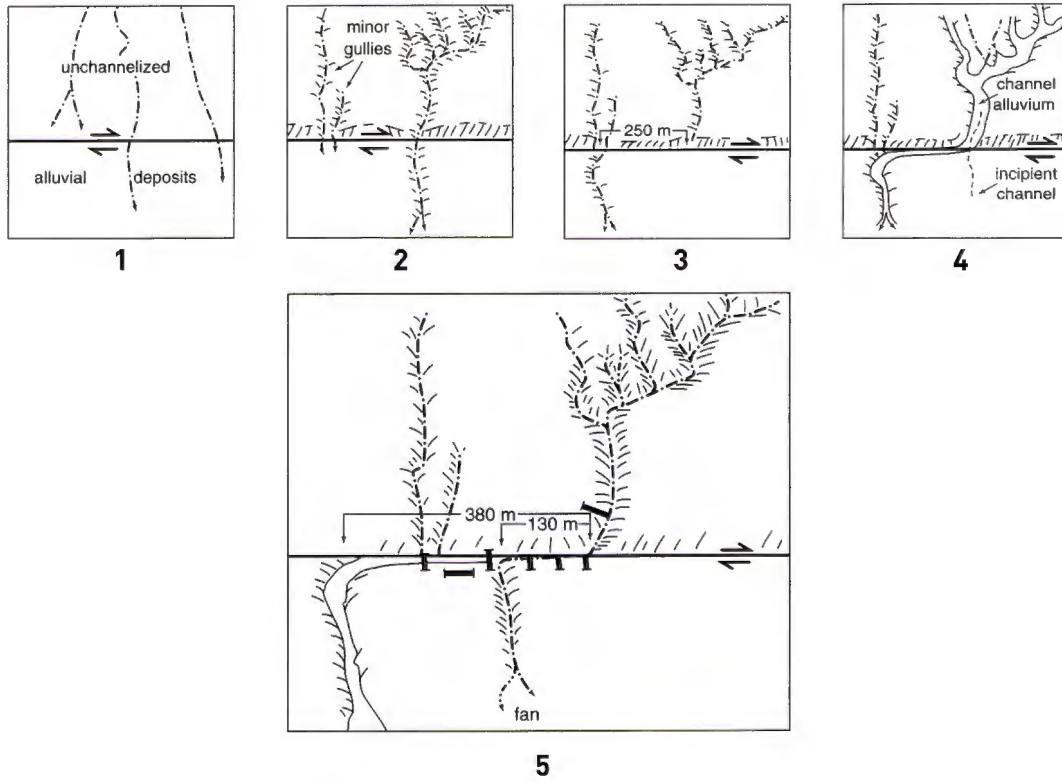 unchannelized
alluvial deposits
1
minor
gullies
2
250 m
3
channel
alluvium
incipient
channel
4
380 m
130 m
fan
5